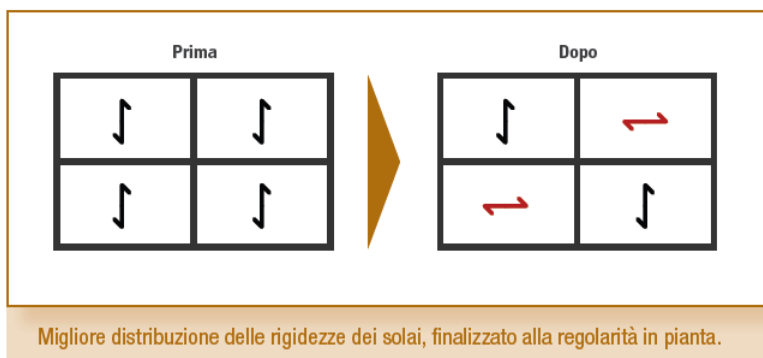 Prima
Dopo
Migliore distribuzione delle rigidezze dei solai, finalizzato alla regolarità in pianta.